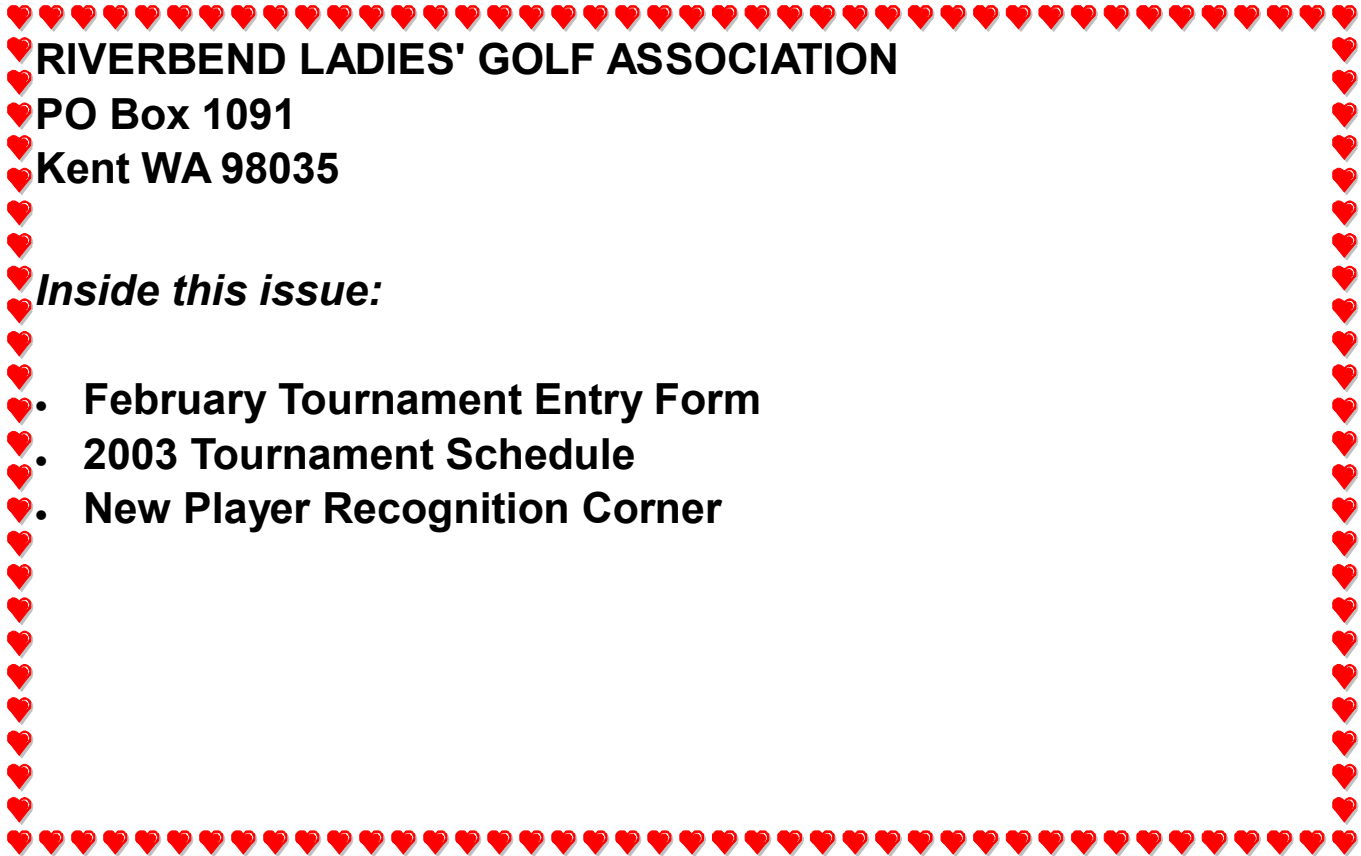 RIVERBEND LADIES' GOLF ASSOCIATION
PO Box 1091
Kent WA 98035
Inside this issue:
• February Tournament Entry Form
• 2003 Tournament Schedule
• New Player Recognition Corner